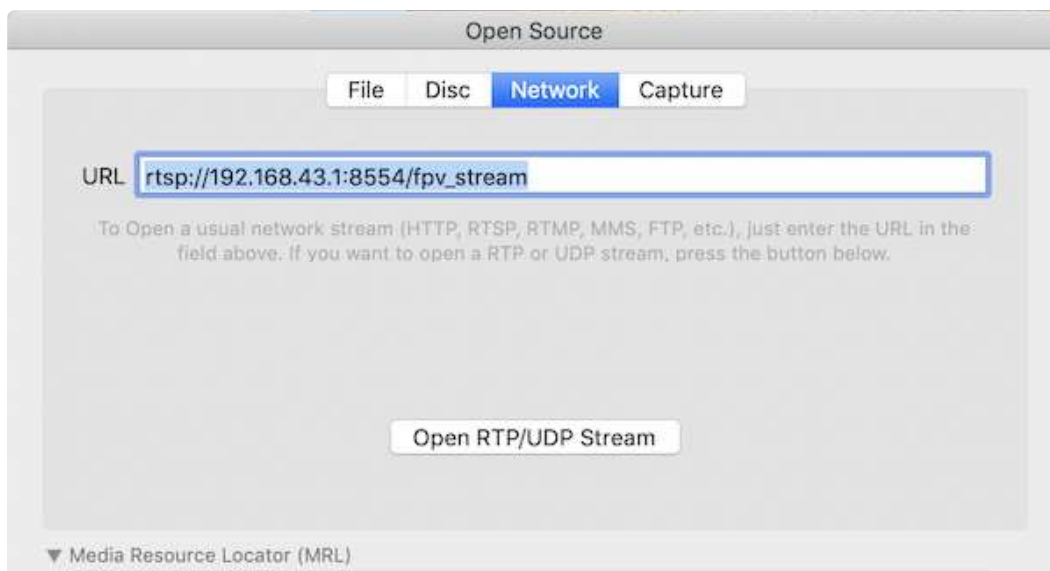 Open Source
File Disc Network Capture
URL rtsp://192.168.43.1:8554/fpv_stream
To Open a usual network stream (HTTP, RTSP, RTMP, MMS, FTP, etc.), just enter the URL in the
field above. If you want to open a RTP or UDP stream, press the button below.
Open RTP/UDP Stream
▼ Media Resource Locator (MRL)